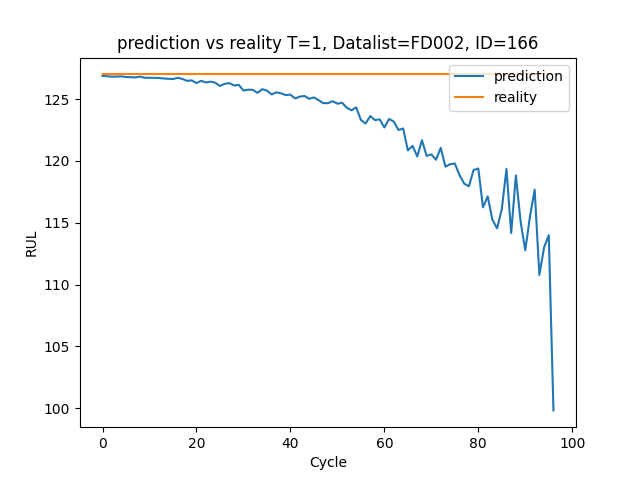 prediction vs reality T=1, Datalist=FD002, ID=166
prediction
reality
RUL
125
120
115
110
105
100
0 20 40 60 80 100
Cycle